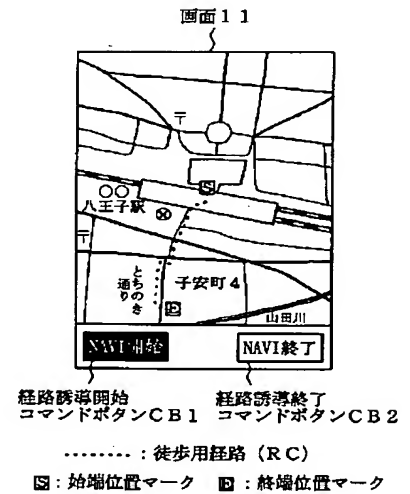 画面11
〒
S
○○
八王子駅
〒
とちのき
通り
子安町4
E
山田川
NAVI開始
NAVI終了
経路誘導開始
コマンドボタンCB1
経路誘導終了
コマンドボタンCB2
………:徒歩用経路(RC)
S:始端位置マーク E:終端位置マーク